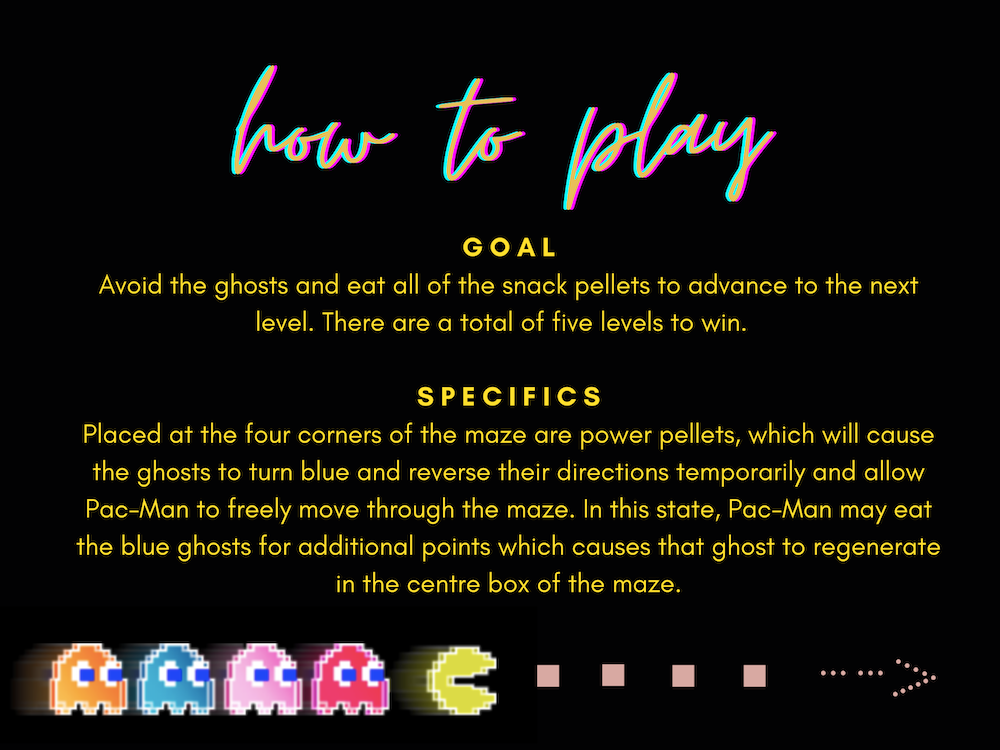 how to play
GOAL
Avoid the ghosts and eat all of the snack pellets to advance to the next
level. There are a total of five levels to win.
SPECIFICS
Placed at the four corners of the maze are power pellets, which will cause
the ghosts to turn blue and reverse their directions temporarily and allow
Pac-Man to freely move through the maze. In this state, Pac-Man may eat
the blue ghosts for additional points which causes that ghost to regenerate
in the centre box of the maze.